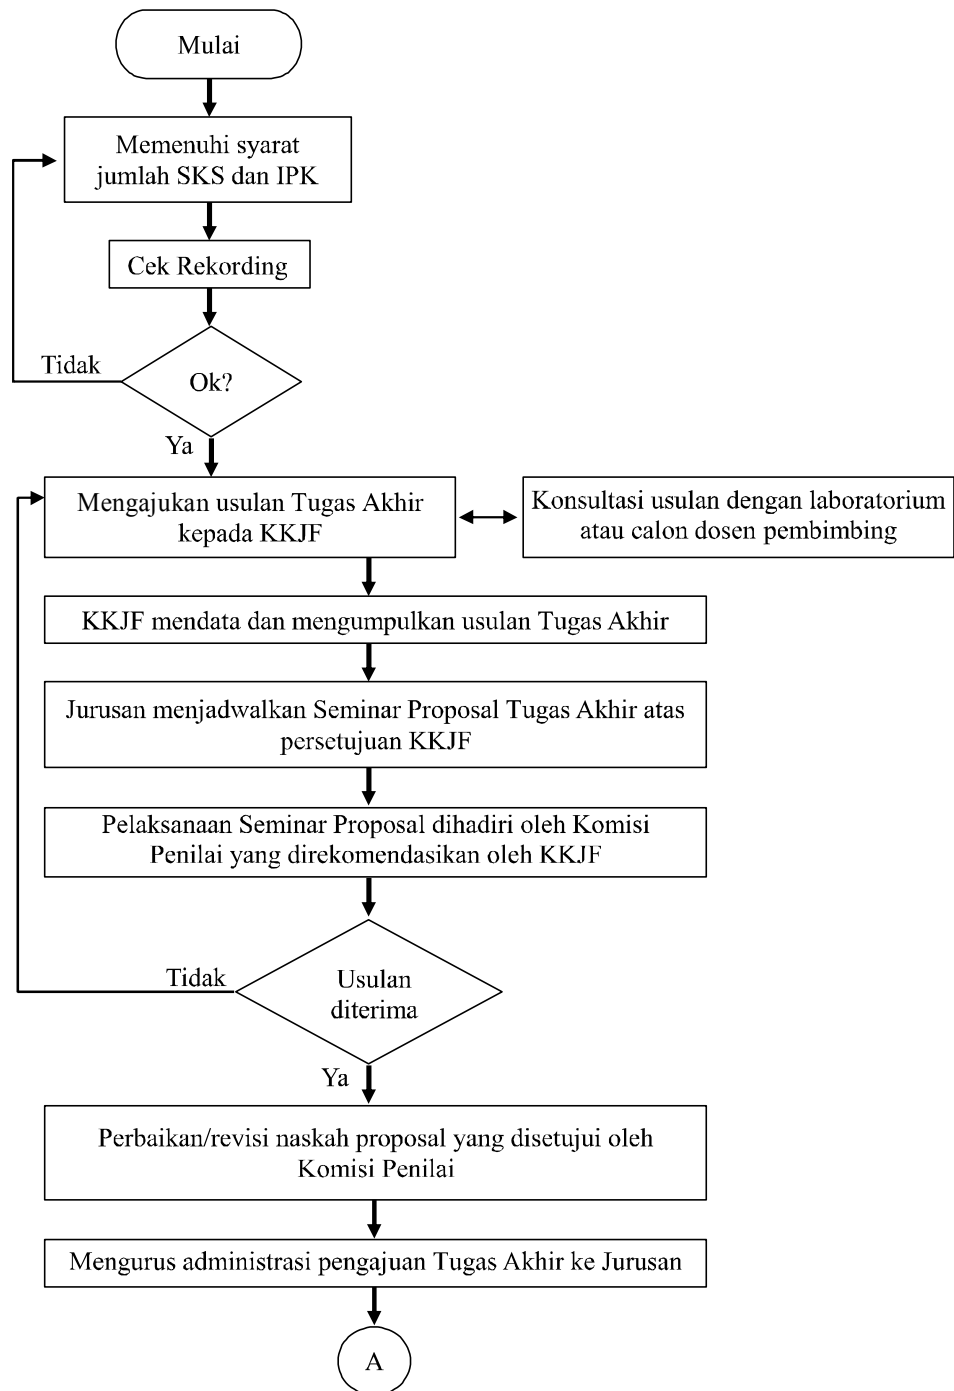 Mulai
Memenuhi syarat
jumlah SKS dan IPK
Cek Rekording
Tidak
Ok?
Ya
Mengajukan usulan Tugas Akhir
kepada KKJF
Konsultasi usulan dengan laboratorium
atau calon dosen pembimbing
KKJF mendata dan mengumpulkan usulan Tugas Akhir
Jurusan menjadwalkan Seminar Proposal Tugas Akhir atas
persetujuan KKJF
Pelaksanaan Seminar Proposal dihadiri oleh Komisi
Penilai yang direkomendasikan oleh KKJF
Tidak
Usulan
diterima
Ya
Perbaikan/revisi naskah proposal yang disetujui oleh
Komisi Penilai
Mengurus administrasi pengajuan Tugas Akhir ke Jurusan
A